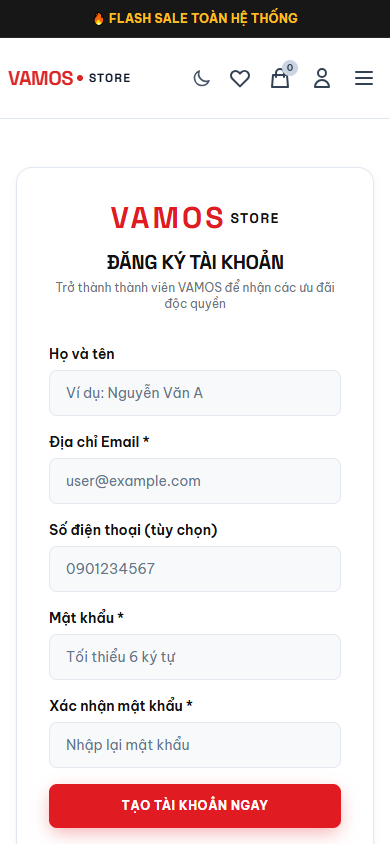 🔥 FLASH SALE TOÀN HỆ THỐNG
VAMOS • STORE
0
VAMOS STORE
ĐĂNG KÝ TÀI KHOẢN
Trở thành thành viên VAMOS để nhận các ưu đãi
độc quyền
Họ và tên
Ví dụ: Nguyễn Văn A
Địa chỉ Email *
user@example.com
Số điện thoại (tùy chọn)
0901234567
Mật khẩu *
Tối thiểu 6 ký tự
Xác nhận mật khẩu *
Nhập lại mật khẩu
TẠO TÀI KHOẢN NGAY